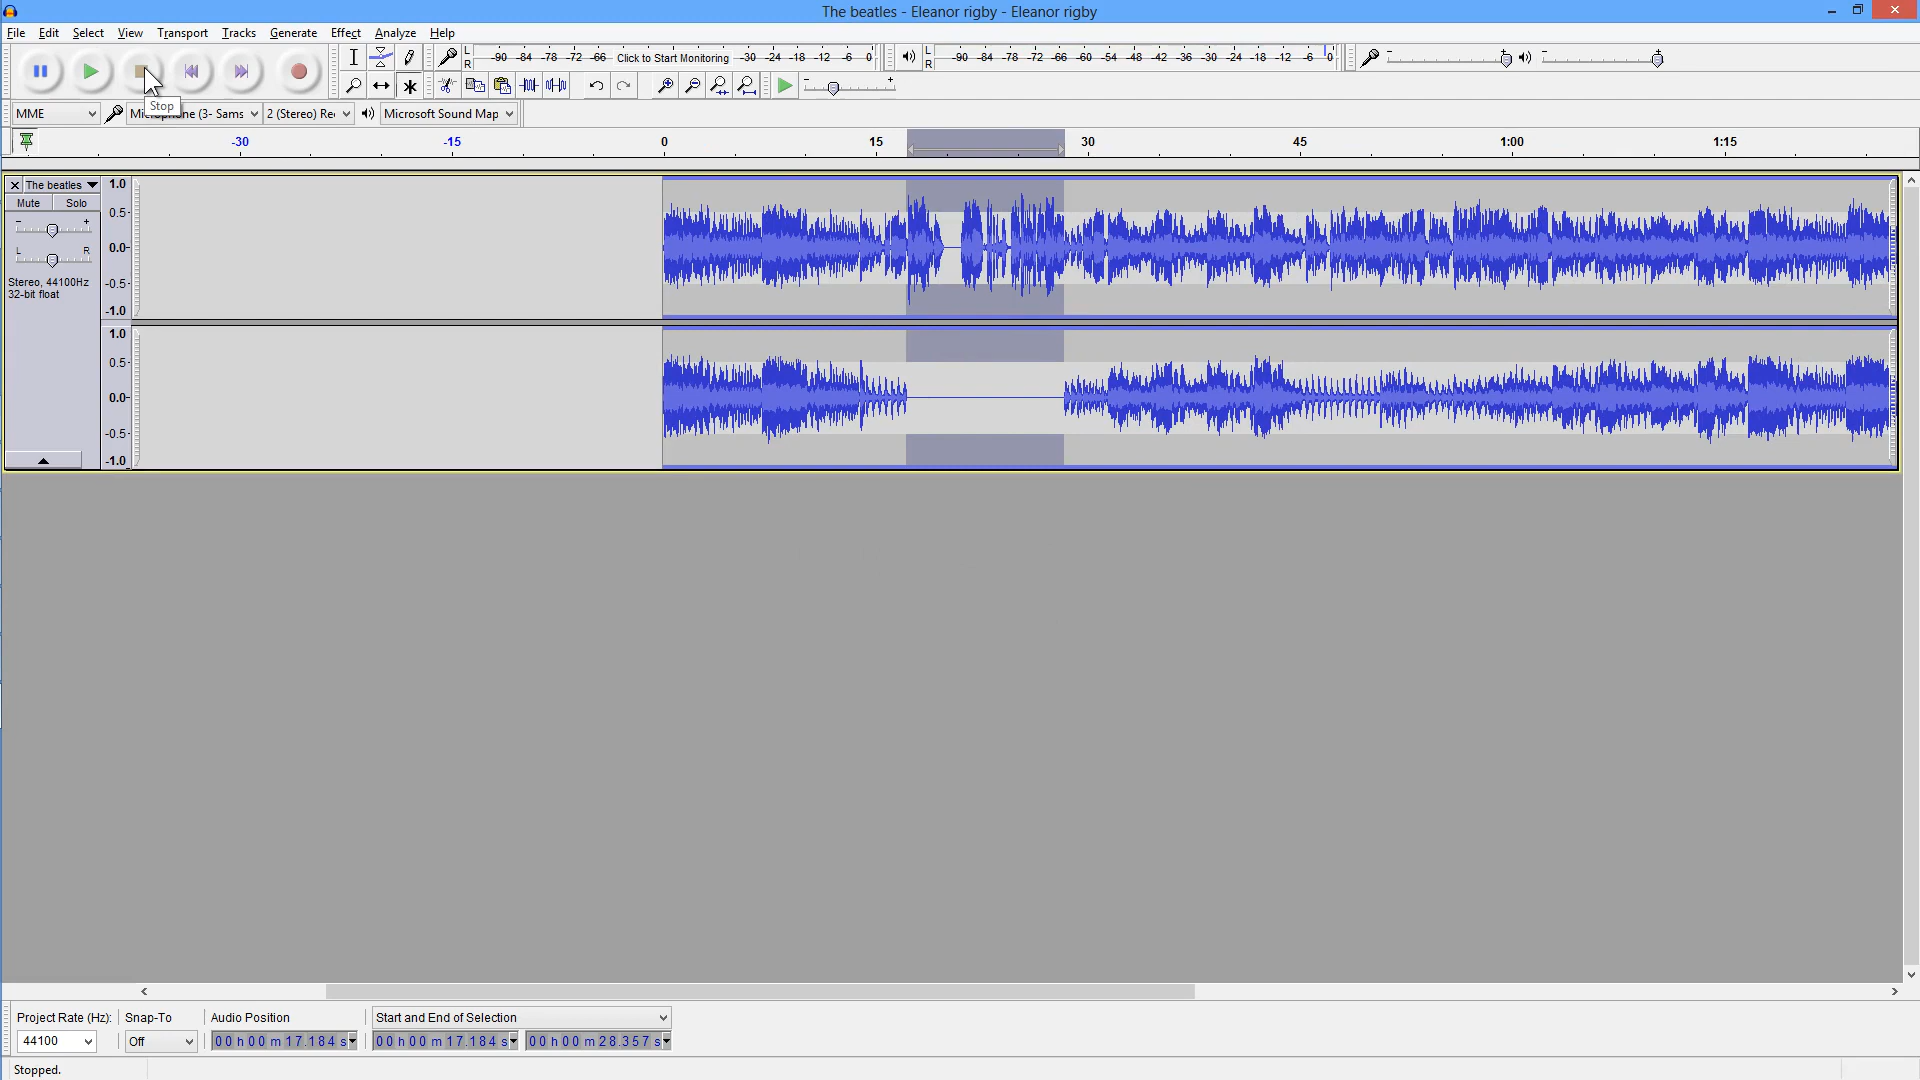 The beatles - Eleanor rigby - Eleanor rigby
File Edit Select View Transport Tracks Generate Effect Analyze Help
L R -90 -84 -78 -72 -66 Click to Start Monitoring -30 -24 -18 -12 -6 0
L R -90 -84 -78 -72 -66 -60 -54 -48 -42 -36 -30 -24 -18 -12 -6 0
- +
- +
- +
Stop
MME Microphone (3- Sams 2 (Stereo) Re Microsoft Sound Map
-30 -15 0 15 30 45 1:00 1:15
The beatles
Mute Solo
- +
L R
Stereo, 44100Hz
32-bit float
1.0
0.5-
0.0-
-0.5-
-1.0
1.0
0.5-
0.0-
-0.5-
-1.0
Project Rate (Hz): Snap-To Audio Position Start and End of Selection
44100 Off 00 h 00 m 17.184 s 00 h 00 m 17.184 s 00 h 00 m 28.357 s
Stopped.